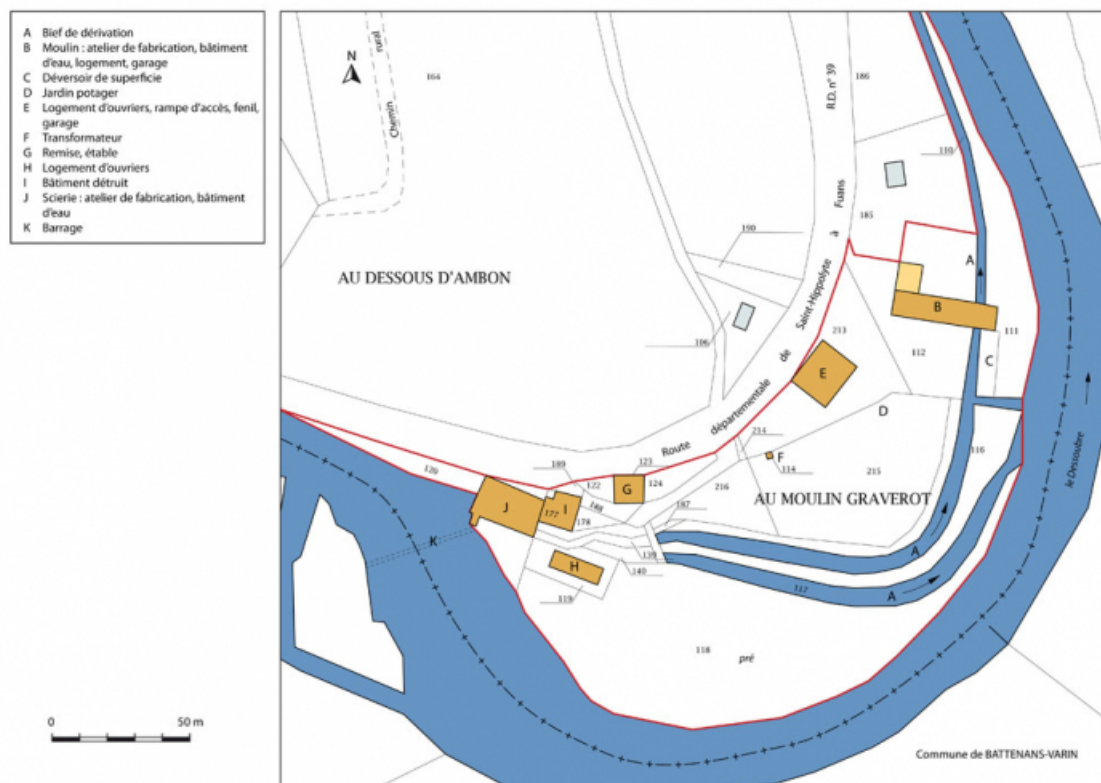 A Bief de dérivation
B Moulin : atelier de fabrication, bâtiment
d'eau, logement, garage
C Déversoir de superficie
D Jardin potager
E Logement d'ouvriers, rampe d'accès, fenil,
garage
F Transformateur
G Remise, étable
H Logement d'ouvriers
I Bâtiment détruit
J Scierie : atelier de fabrication, bâtiment
d'eau
K Barrage
0 50 m
N
Chemin rural
164
R.D. n° 39
186
110
185
190
AU DESSOUS D'AMBON
106
Route départementale de Saint-Hippolyte à Fuans
A
B
111
213
112
C
E
D
le Dessoubre
214
F
114
215
116
AU MOULIN GRAVEROT
120
189
122
123
124
G
216
J
177
I
178
188
187
K
139
A
H
140
119
117
A
118
pré
Commune de BATTENANS-VARIN